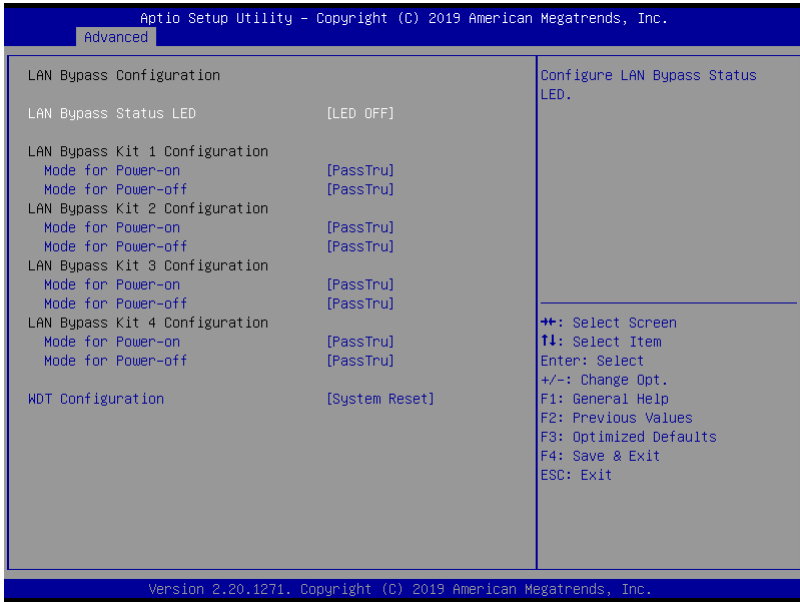 Aptio Setup Utility – Copyright (C) 2019 American Megatrends, Inc.
Advanced
LAN Bypass Configuration
LAN Bypass Status LED [LED OFF]
LAN Bypass Kit 1 Configuration
Mode for Power-on [PassTru]
Mode for Power-off [PassTru]
LAN Bypass Kit 2 Configuration
Mode for Power-on [PassTru]
Mode for Power-off [PassTru]
LAN Bypass Kit 3 Configuration
Mode for Power-on [PassTru]
Mode for Power-off [PassTru]
LAN Bypass Kit 4 Configuration
Mode for Power-on [PassTru]
Mode for Power-off [PassTru]
WDT Configuration [System Reset]
Configure LAN Bypass Status
LED.
→←: Select Screen
↑↓: Select Item
Enter: Select
+/-: Change Opt.
F1: General Help
F2: Previous Values
F3: Optimized Defaults
F4: Save & Exit
ESC: Exit
Version 2.20.1271. Copyright (C) 2019 American Megatrends, Inc.